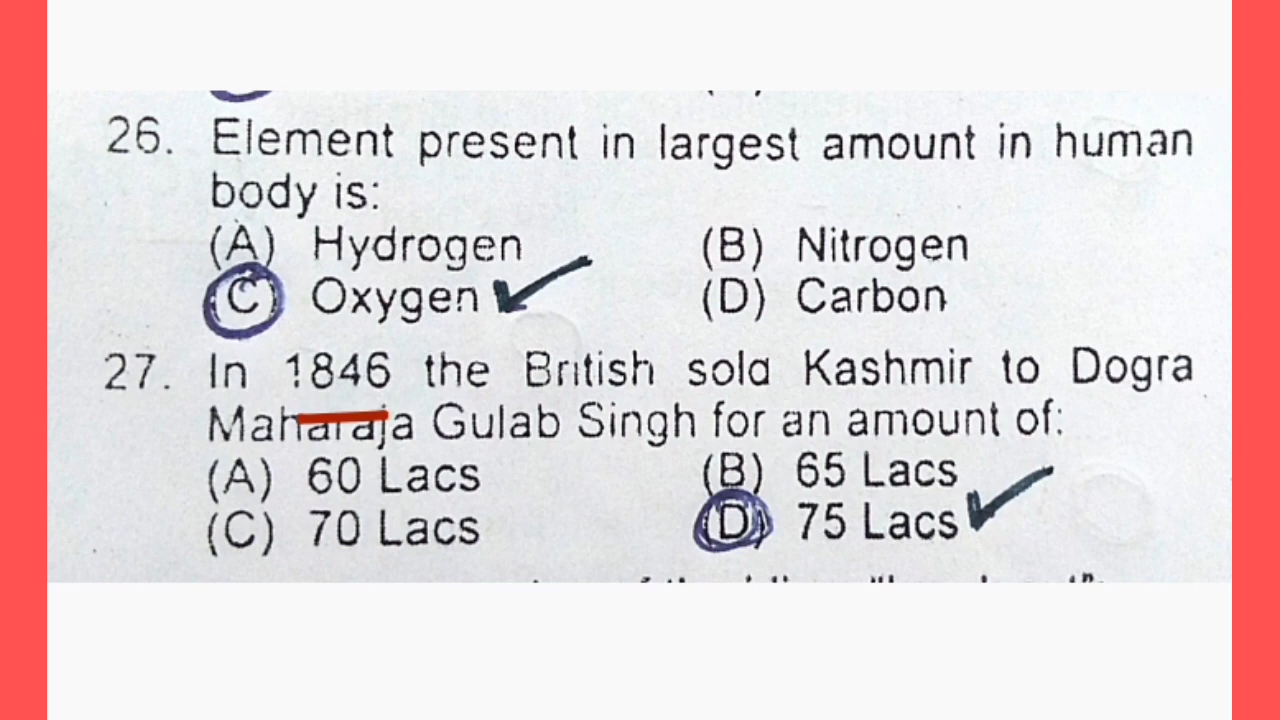 26. Element present in largest amount in human
body is:
(A) Hydrogen (B) Nitrogen
(C) Oxygen (D) Carbon
27. In 1846 the British sold Kashmir to Dogra
Maharaja Gulab Singh for an amount of:
(A) 60 Lacs (B) 65 Lacs
(C) 70 Lacs (D) 75 Lacs